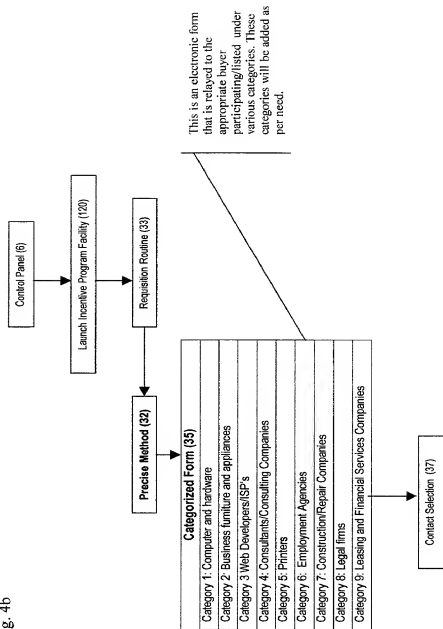 g. 4b
Control Panel (6)
Launch Incentive Program Facility (120)
Requisition Routine (33)
Precise Method (32)
Categorized Form (35)
Category 1: Computer and hardware
Category 2: Business furniture and appliances
Category 3 Web Developers/ISP's
Category 4: Consultants/Consulting Companies
Category 5: Printers
Category 6: Employment Agencies
Category 7: Construction/Repair Companies
Category 8: Legal firms
Category 9: Leasing and Financial Services Companies
Contact Selection (37)
This is an electronic form
that is relayed to the
appropriate buyer
participating/listed under
various categories. These
categories will be added as
per need.